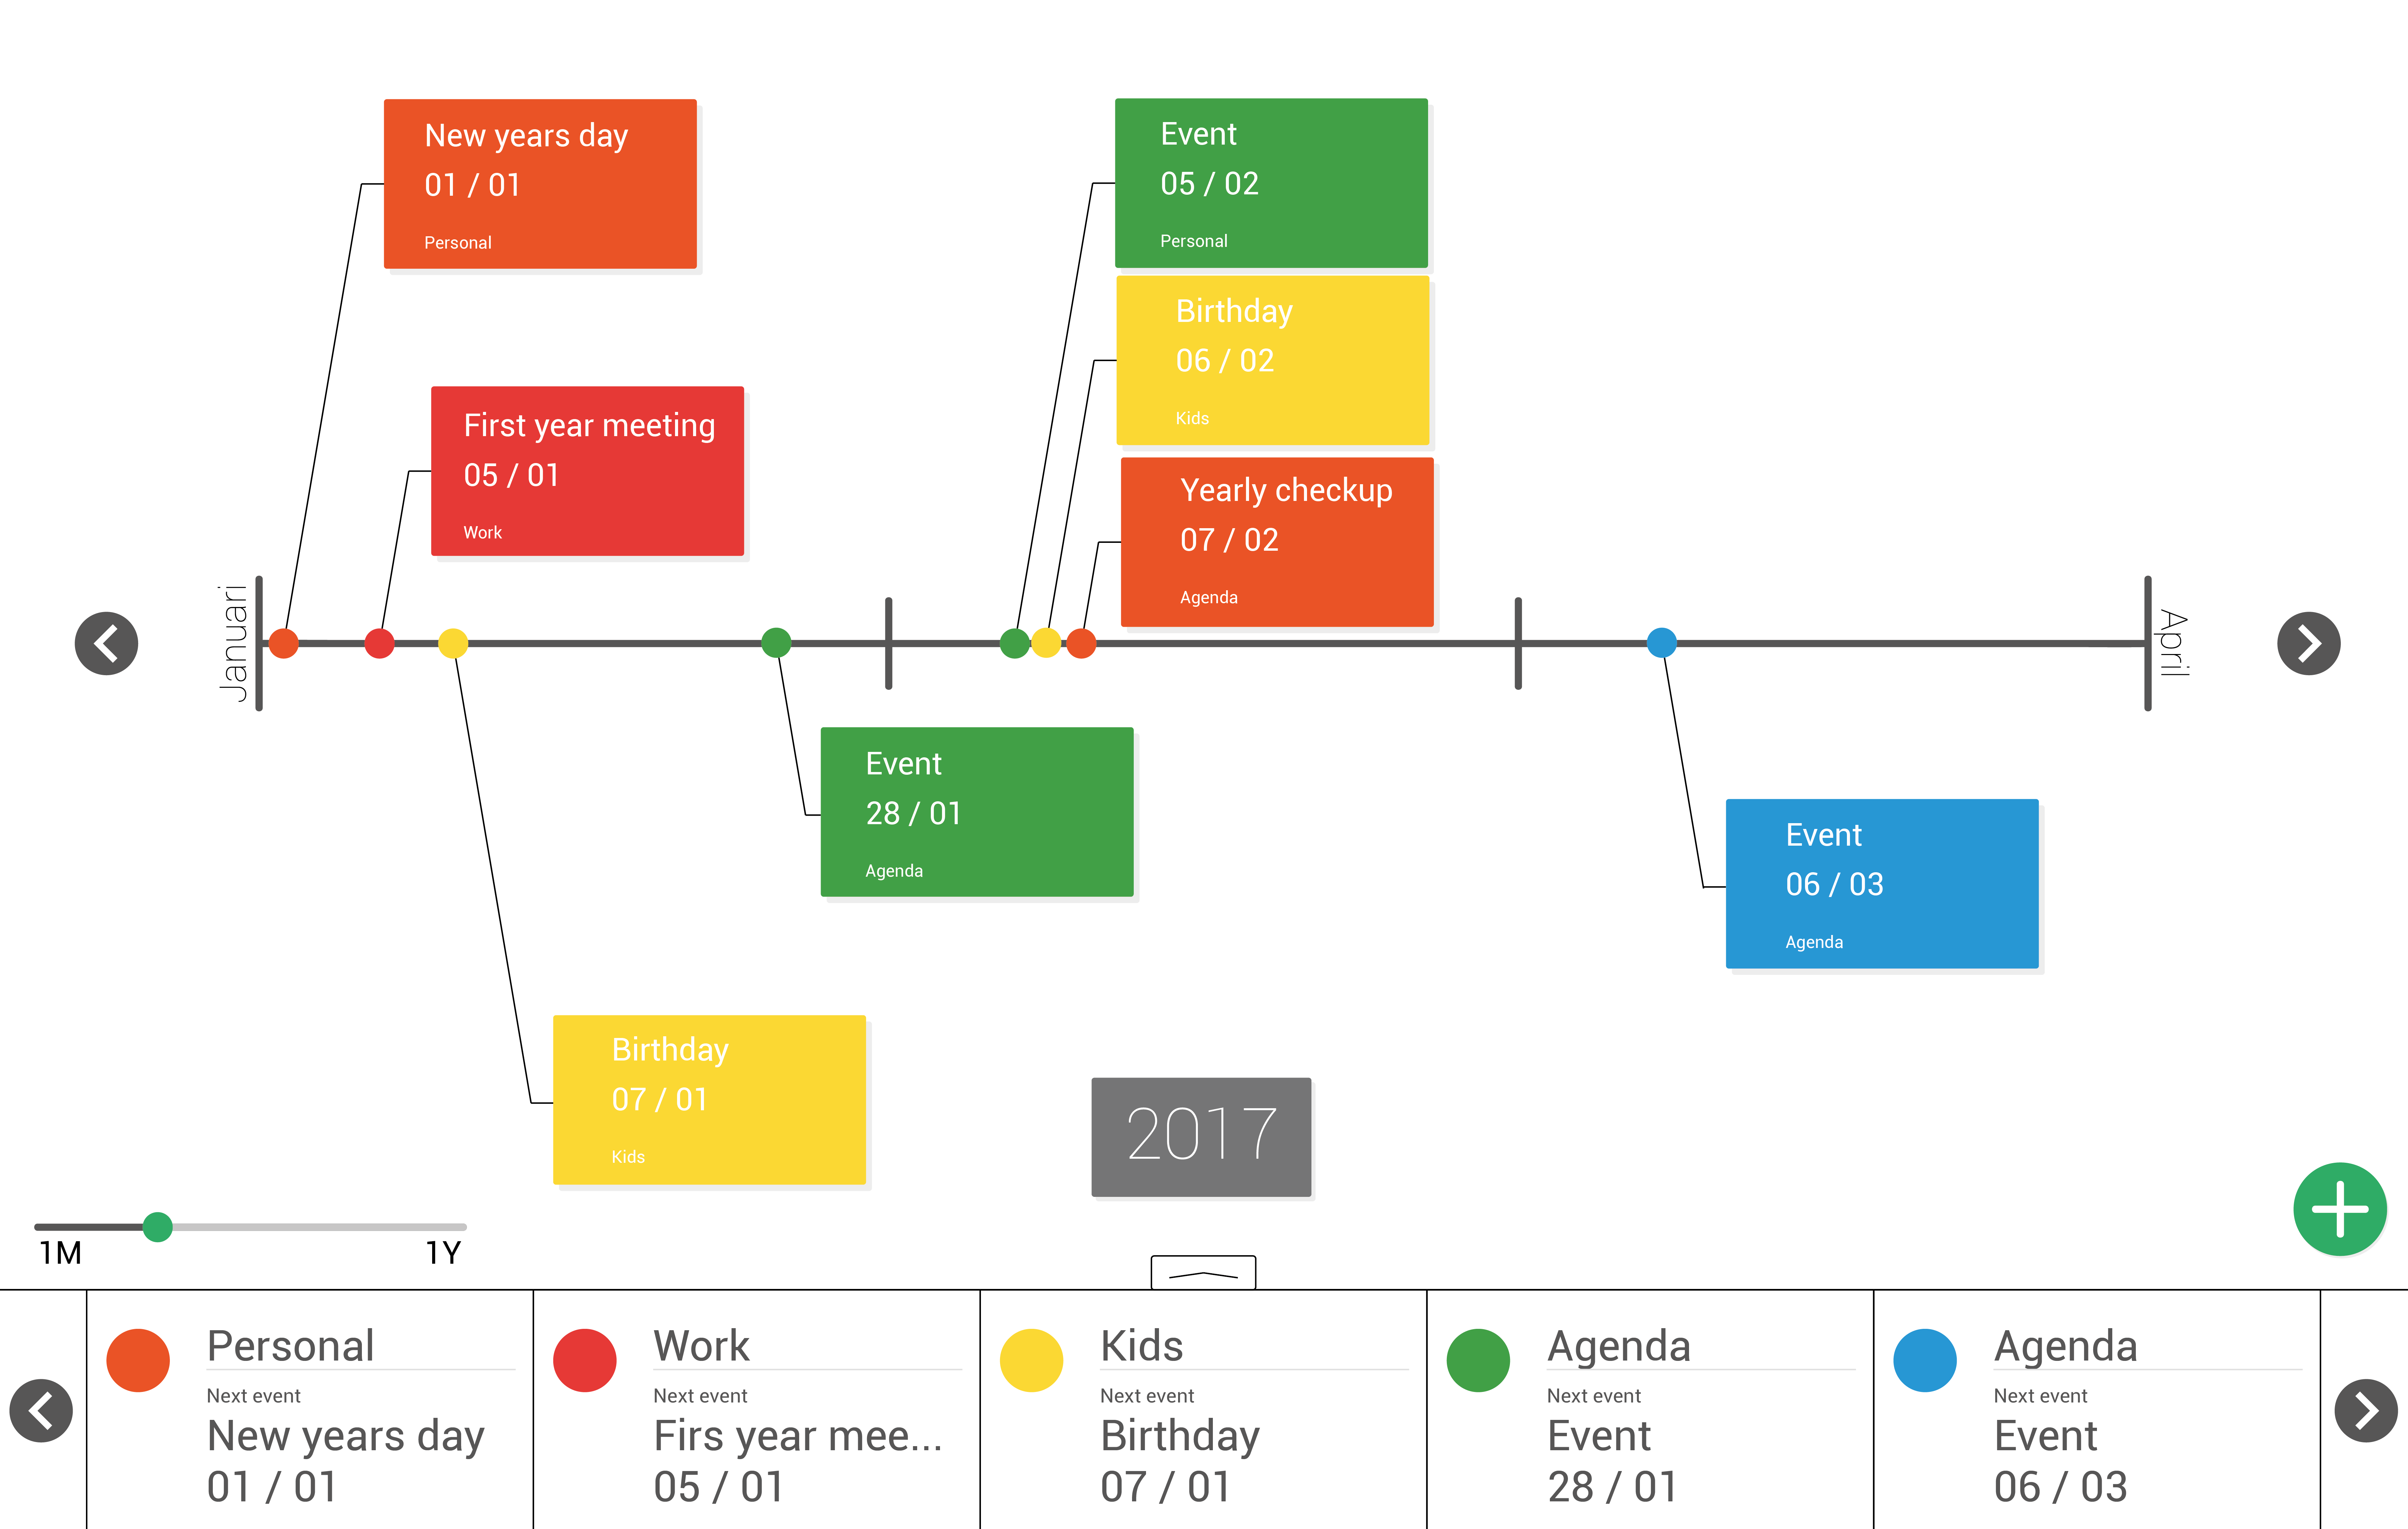 New years day
01 / 01
Personal
Event
05 / 02
Personal
Birthday
06 / 02
Kids
First year meeting
05 / 01
Work
Yearly checkup
07 / 02
Agenda
Januari
April
Event
28 / 01
Agenda
Event
06 / 03
Agenda
Birthday
07 / 01
Kids
2017
1M
1Y
Personal
Next event
New years day
01 / 01
Work
Next event
Firs year mee...
05 / 01
Kids
Next event
Birthday
07 / 01
Agenda
Next event
Event
28 / 01
Agenda
Next event
Event
06 / 03